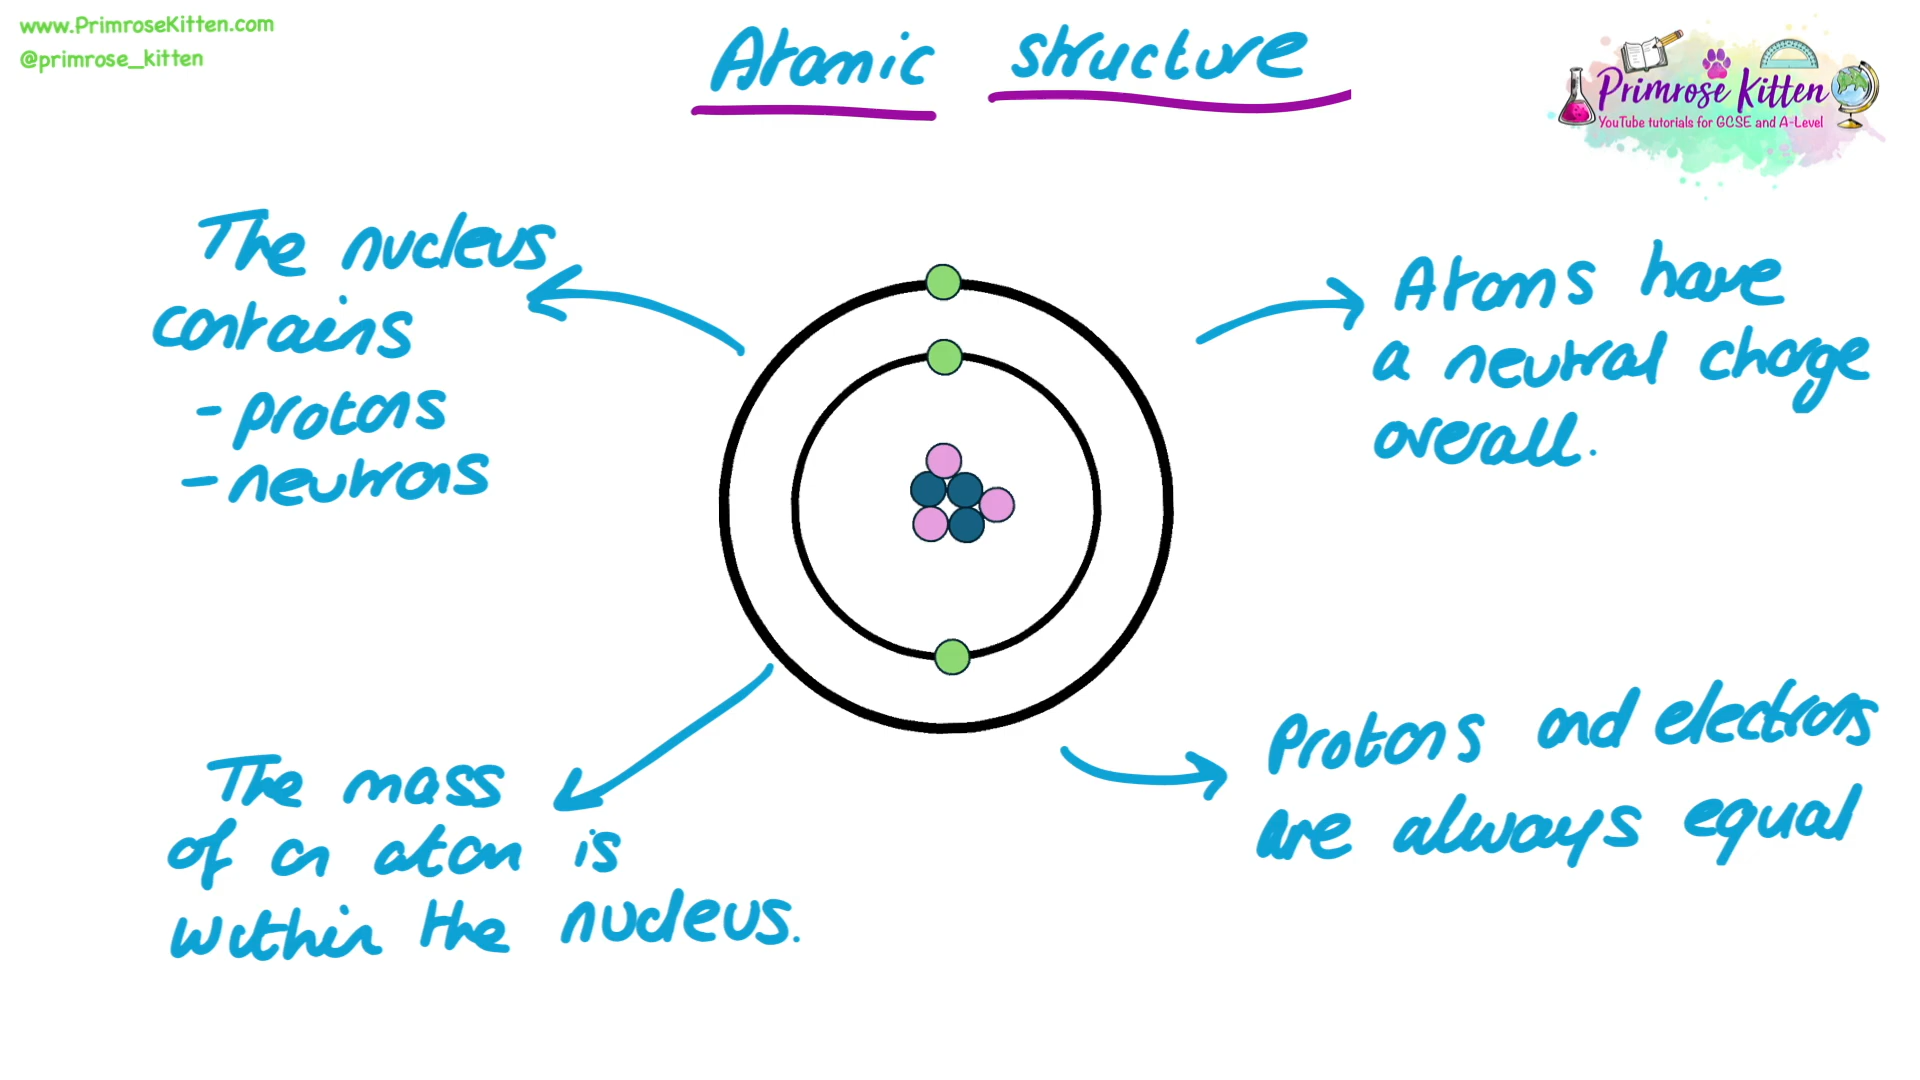 www.PrimroseKitten.com
@primrose_kitten
Atomic structure
Primrose Kitten
YouTube tutorials for GCSE and A-Level
The nucleus
contains
- protons
- neutrons
Atoms have
a neutral charge
overall.
The mass
of an atom is
within the nucleus.
Protons and electrons
are always equal